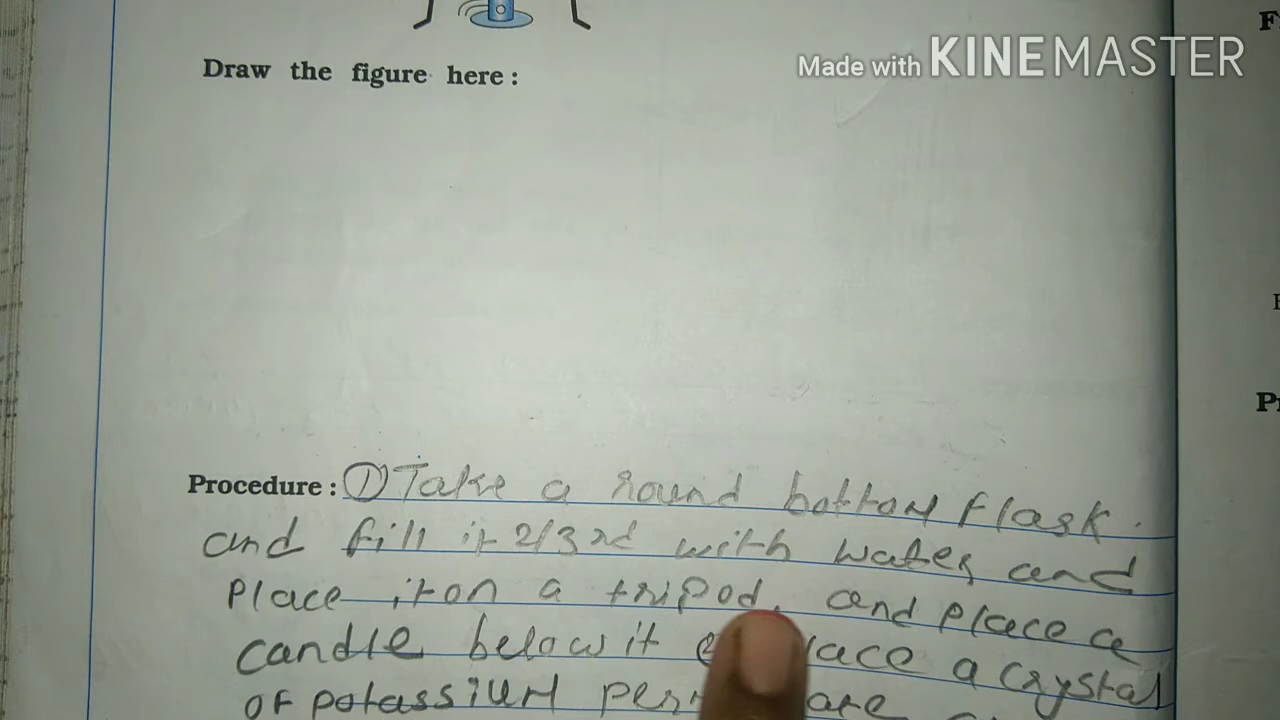 Made with KINEMASTER
Draw the figure here :
Procedure : ① Take a round bottom flask.
and fill it 2/3rd with water and
place it on a tripod, and place a
candle below it a crystal
of potassium
F
P